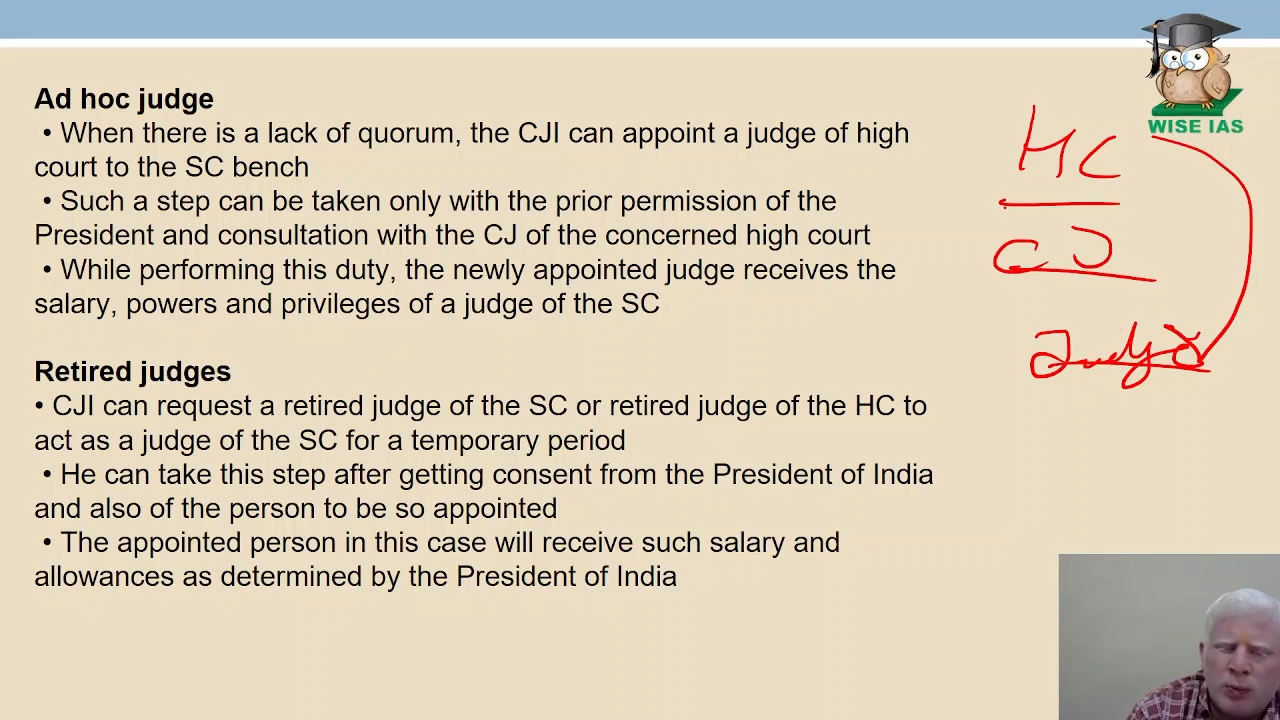 Ad hoc judge
• When there is a lack of quorum, the CJI can appoint a judge of high
court to the SC bench
• Such a step can be taken only with the prior permission of the
President and consultation with the CJ of the concerned high court
• While performing this duty, the newly appointed judge receives the
salary, powers and privileges of a judge of the SC
Retired judges
• CJI can request a retired judge of the SC or retired judge of the HC to
act as a judge of the SC for a temporary period
• He can take this step after getting consent from the President of India
and also of the person to be so appointed
• The appointed person in this case will receive such salary and
allowances as determined by the President of India
WISE IAS
HC
CJ
Judge